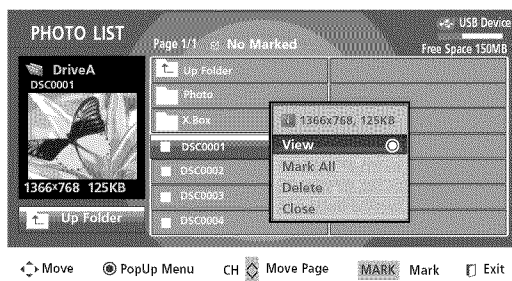 PHOTO LIST
Page 1/1
No Marked
USB Device
Free Space 150MB
DriveA
DSC0001
1366x768 125KB
Up Folder
Up Folder
Photo
X.Box
DSC0001
DSC0002
DSC0003
DSC0004
1366x768, 125KB
View
Mark All
Delete
Close
Move
PopUp Menu
CH
Move Page
MARK
Mark
Exit